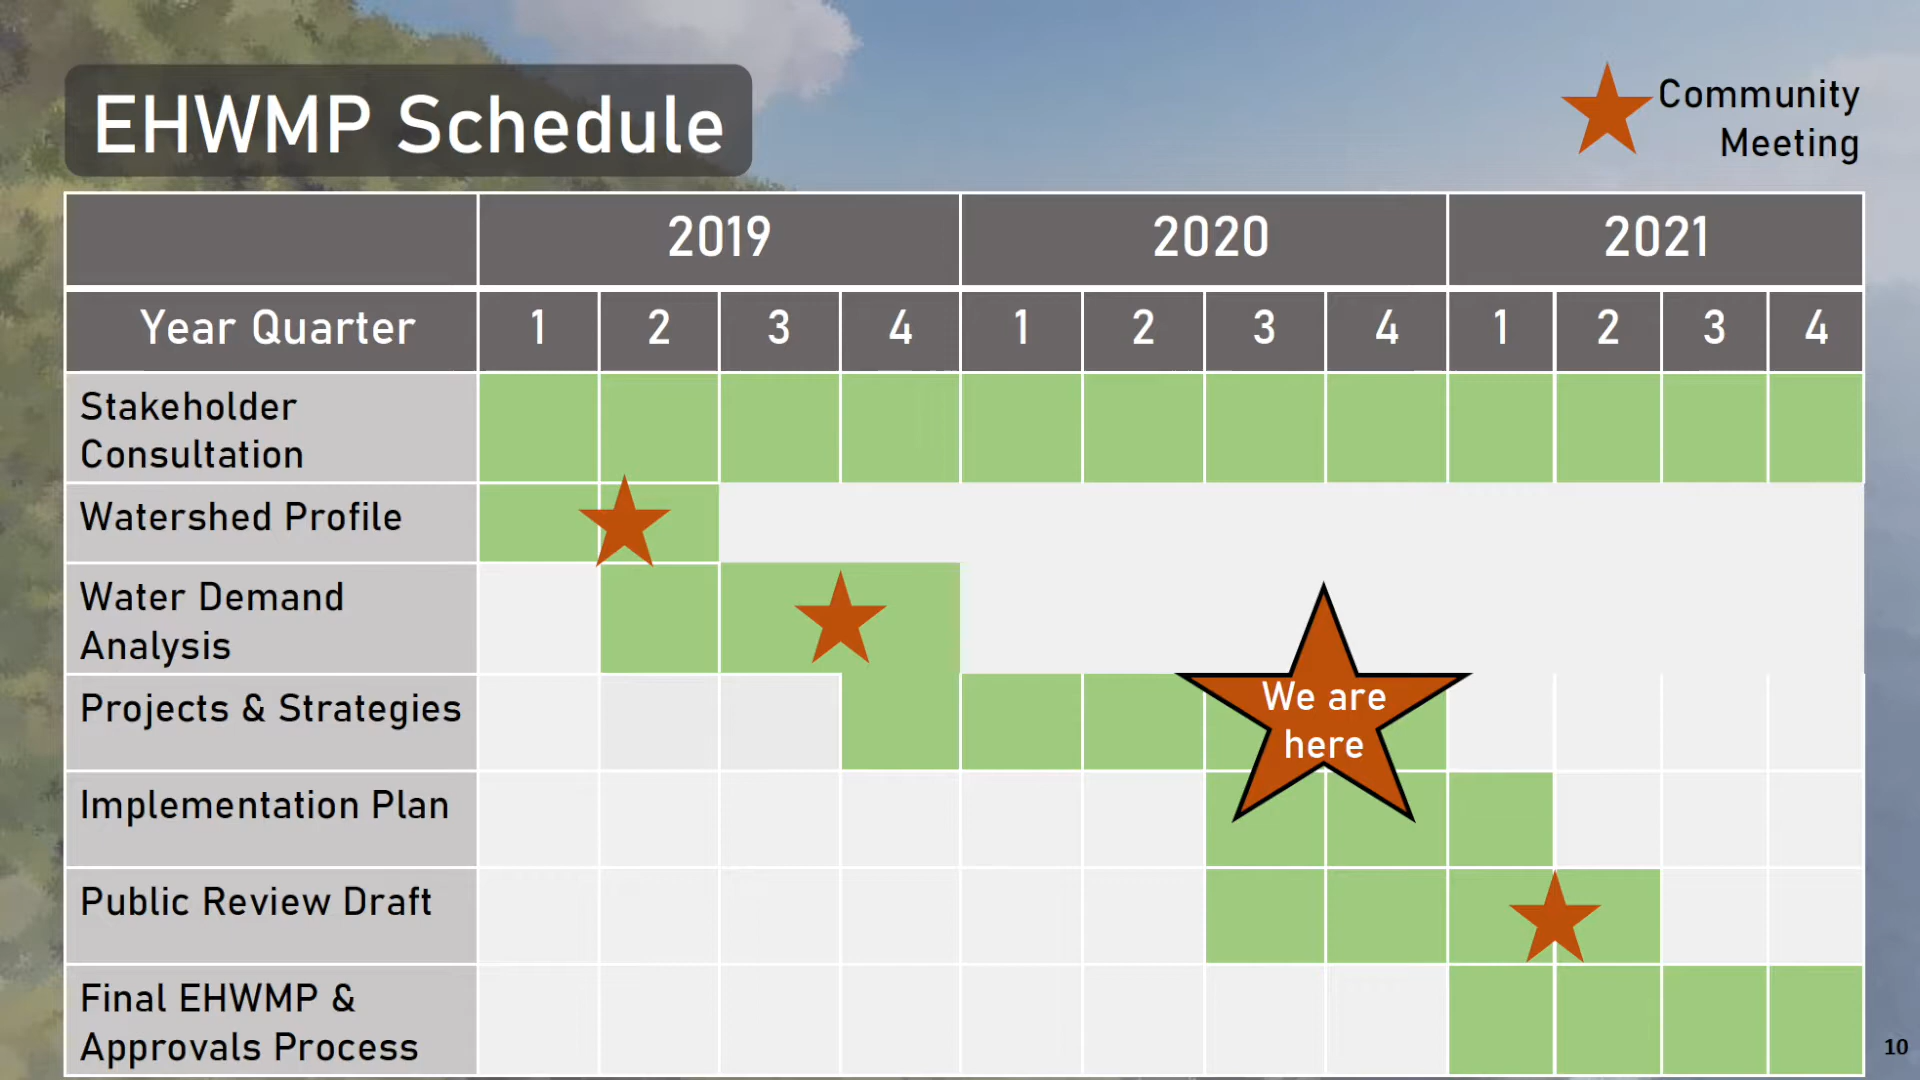 EHWMP Schedule
Community
Meeting
2019 2020 2021
Year Quarter 1 2 3 4 1 2 3 4 1 2 3 4
Stakeholder
Consultation
Watershed Profile
Water Demand
Analysis
Projects & Strategies
We are
here
Implementation Plan
Public Review Draft
Final EHWMP &
Approvals Process
10